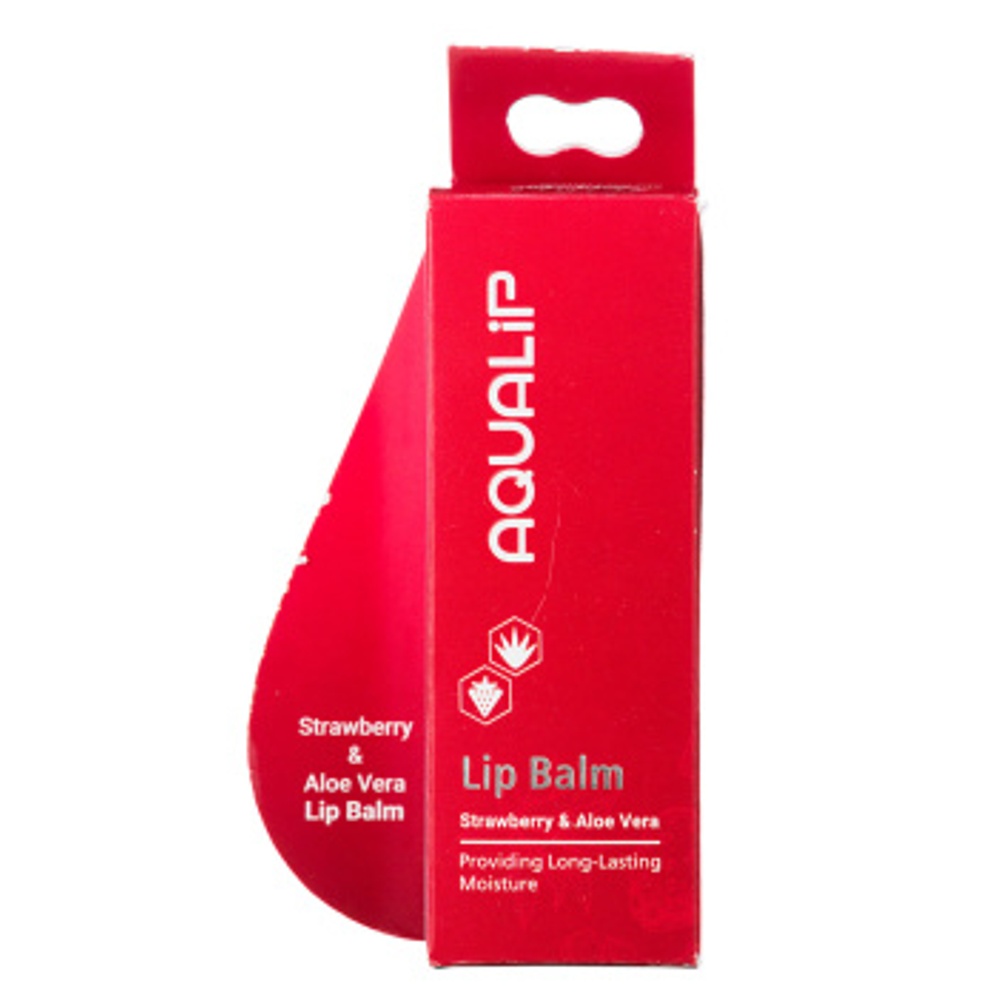 AQUALIP
Strawberry
&
Aloe Vera
Lip Balm
Lip Balm
Strawberry & Aloe Vera
Providing Long-Lasting
Moisture